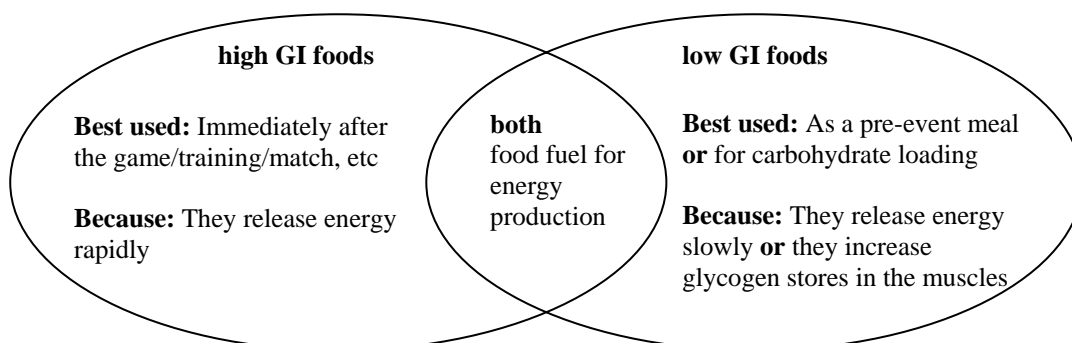 high GI foods
Best used: Immediately after
the game/training/match, etc
Because: They release energy
rapidly
both
food fuel for
energy
production
low GI foods
Best used: As a pre-event meal
or for carbohydrate loading
Because: They release energy
slowly or they increase
glycogen stores in the muscles